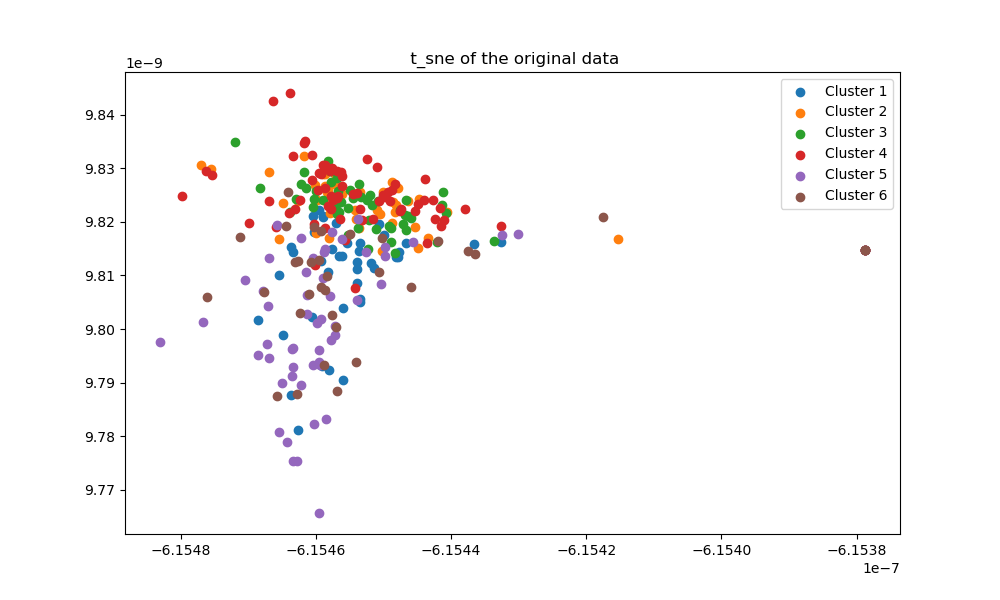 t_sne of the original data
1e−9
9.84
9.83
9.82
9.81
9.80
9.79
9.78
9.77
Cluster 1
Cluster 2
Cluster 3
Cluster 4
Cluster 5
Cluster 6
−6.1548 −6.1546 −6.1544 −6.1542 −6.1540 −6.1538
1e−7